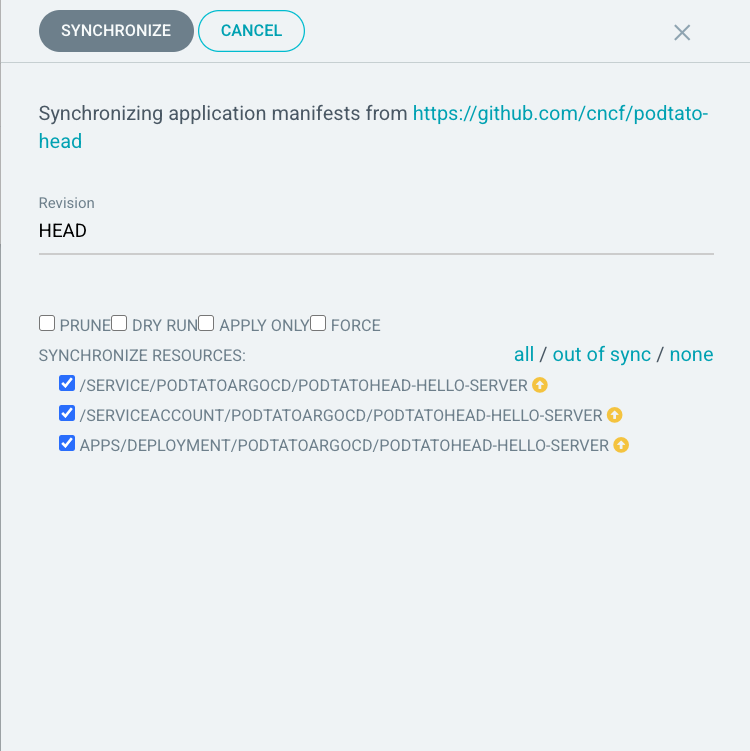 SYNCHRONIZE CANCEL
Synchronizing application manifests from https://github.com/cncf/podtato-
head
Revision
HEAD
PRUNE DRY RUN APPLY ONLY FORCE
SYNCHRONIZE RESOURCES: all / out of sync / none
/SERVICE/PODTATOARGOCD/PODTATOHEAD-HELLO-SERVER
/SERVICEACCOUNT/PODTATOARGOCD/PODTATOHEAD-HELLO-SERVER
APPS/DEPLOYMENT/PODTATOARGOCD/PODTATOHEAD-HELLO-SERVER